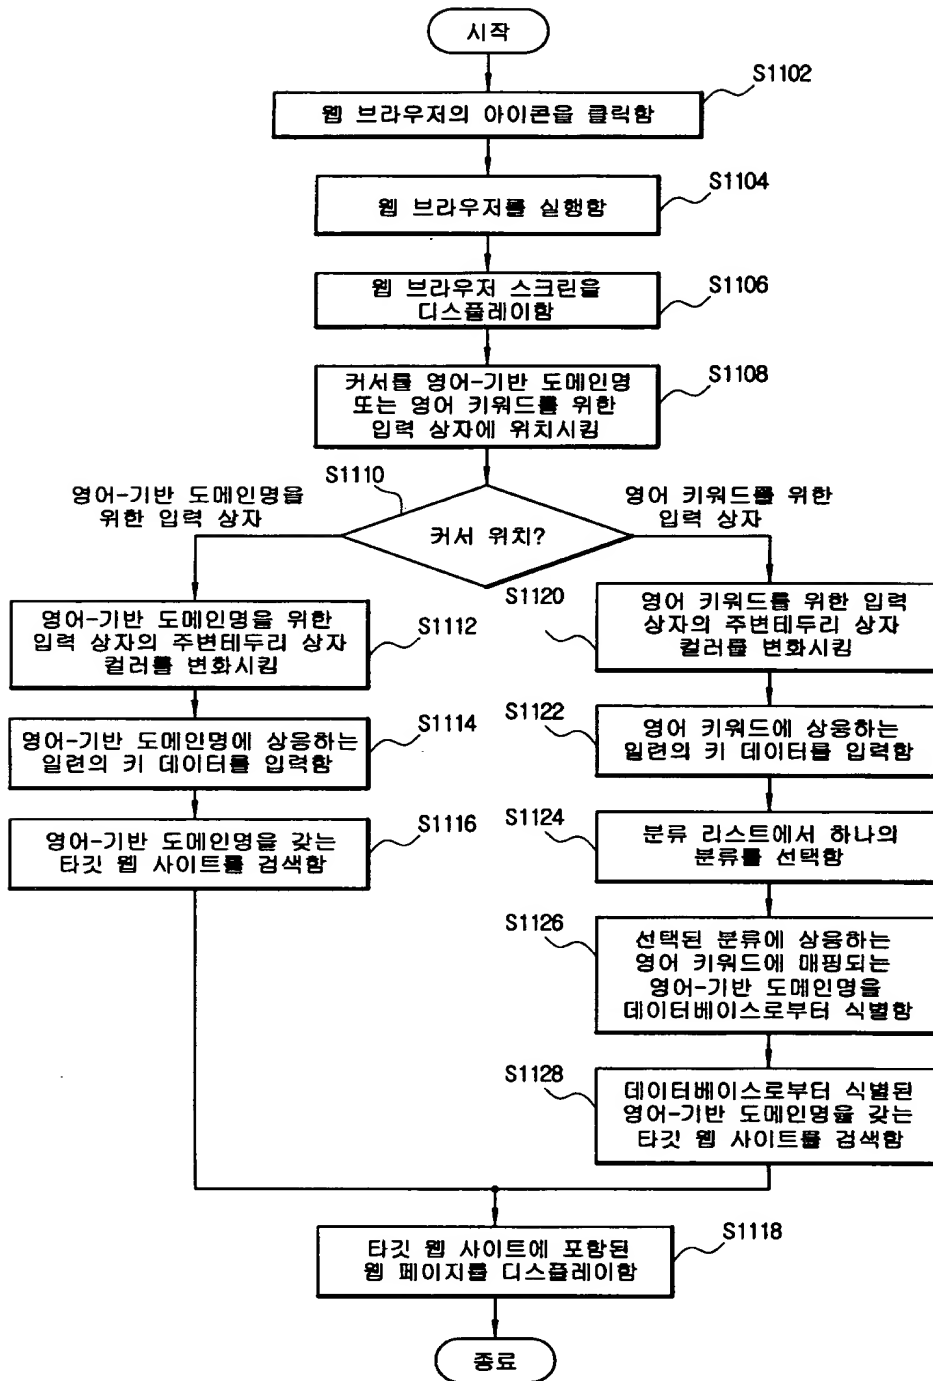 시작
S1102
웹 브라우저의 아이콘을 클릭함
S1104
웹 브라우저를 실행함
S1106
웹 브라우저 스크린을
디스플레이함
S1108
커서를 영어-기반 도메인명
또는 영어 키워드를 위한
입력 상자에 위치시킴
S1110
커서 위치?
영어-기반 도메인명을
위한 입력 상자
영어 키워드를 위한
입력 상자
영어-기반 도메인명을 위한
입력 상자의 주변테두리 상자
컬러를 변화시킴
S1112
영어-기반 도메인명에 상응하는
일련의 키 데이터를 입력함
S1114
영어-기반 도메인명을 갖는
타깃 웹 사이트를 검색함
S1116
S1120
영어 키워드를 위한 입력
상자의 주변테두리 상자
컬러를 변화시킴
S1122
영어 키워드에 상응하는
일련의 키 데이터를 입력함
S1124
분류 리스트에서 하나의
분류를 선택함
S1126
선택된 분류에 상응하는
영어 키워드에 매핑되는
영어-기반 도메인명을
데이터베이스로부터 식별함
S1128
데이터베이스로부터 식별된
영어-기반 도메인명을 갖는
타깃 웹 사이트를 검색함
S1118
타깃 웹 사이트에 포함된
웹 페이지를 디스플레이함
종료